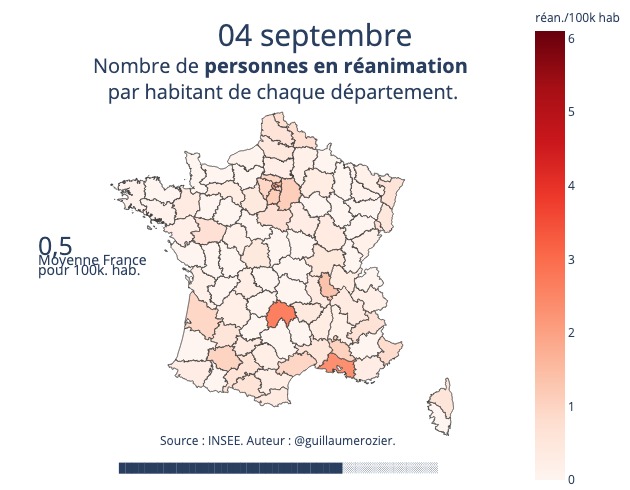 réan./100k hab
04 septembre
Nombre de personnes en réanimation
par habitant de chaque département.
6
5
4
3
2
1
0
0,5
Moyenne France
pour 100k. hab.
Source : INSEE. Auteur : @guillaumerozier.